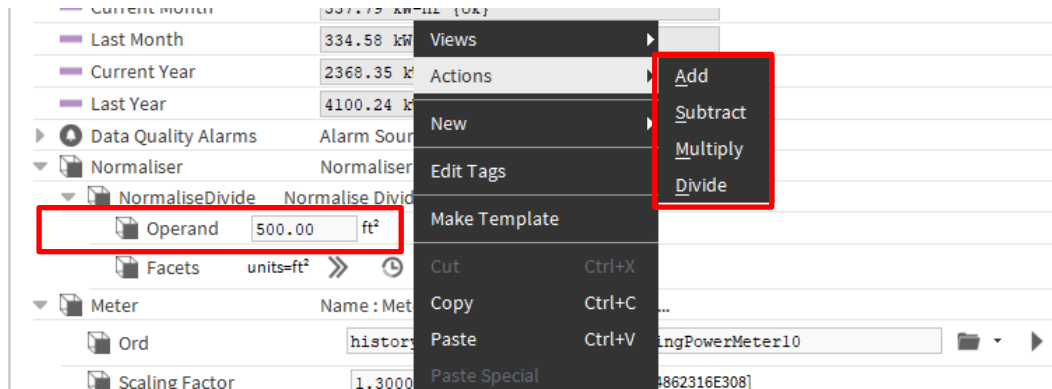 Current Month 337.79 kW-hr {ok}
Last Month 334.58 kW
Views
Current Year 2368.35 k
Actions
Add
Last Year 4100.24 k
Subtract
New
Data Quality Alarms Alarm Sour
Multiply
Normaliser Normaliser
Edit Tags
Divide
NormaliseDivide Normalise Divid
Make Template
Operand 500.00 ft²
Facets units=ft²
Cut Ctrl+X
Meter Name : Met
Copy Ctrl+C
...
Ord history
Paste Ctrl+V
ingPowerMeter10
Scaling Factor 1.3000
Paste Special
4862316E308]